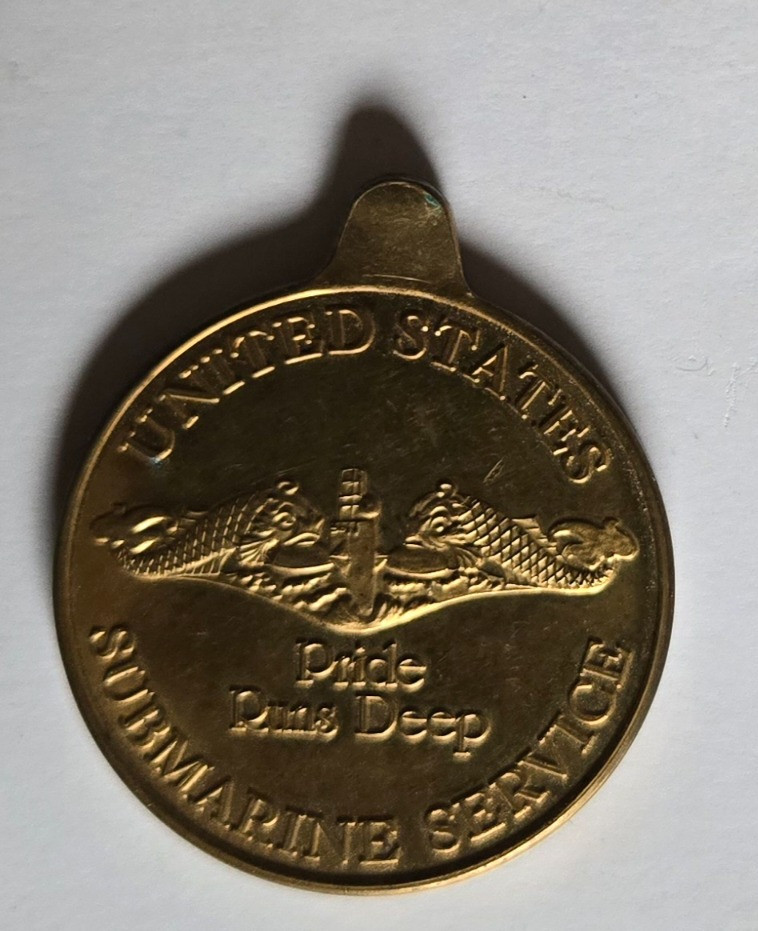 UNITED STATES
Pride
Runs Deep
SUBMARINE SERVICE